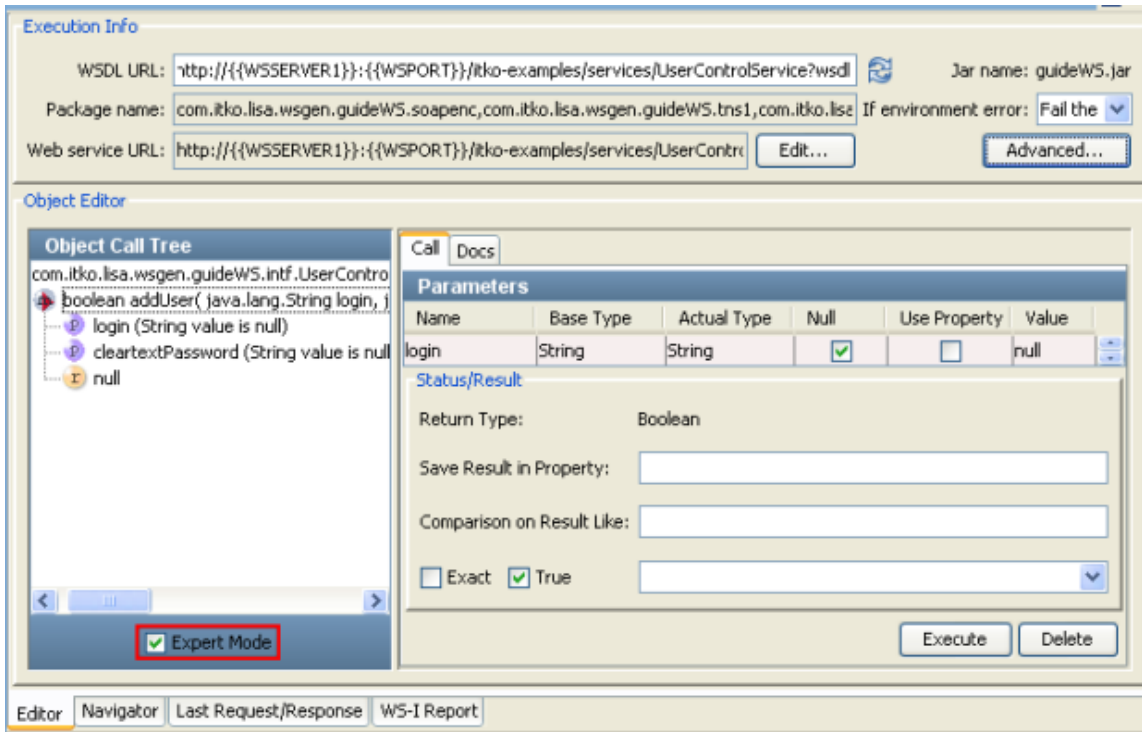 Execution Info
WSDL URL: http://{{WSSERVER1}}:{{WSPORT}}/itko-examples/services/UserControlService?wsdl Jar name: guideWS.jar
Package name: com.itko.lisa.wsgen.guideWS.soapenc,com.itko.lisa.wsgen.guideWS.tns1,com.itko.lisa If environment error: Fail the
Web service URL: http://{{WSSERVER1}}:{{WSPORT}}/itko-examples/services/UserContro Edit... Advanced...
Object Editor
Object Call Tree
com.itko.lisa.wsgen.guideWS.intf.UserContro
boolean addUser( java.lang.String login, j
P login (String value is null)
P cleartextPassword (String value is null
r null
Expert Mode
Call Docs
Parameters
Name Base Type Actual Type Null Use Property Value
login String String null
Status/Result
Return Type: Boolean
Save Result in Property:
Comparison on Result Like:
Exact True
Execute Delete
Editor Navigator Last Request/Response WS-I Report